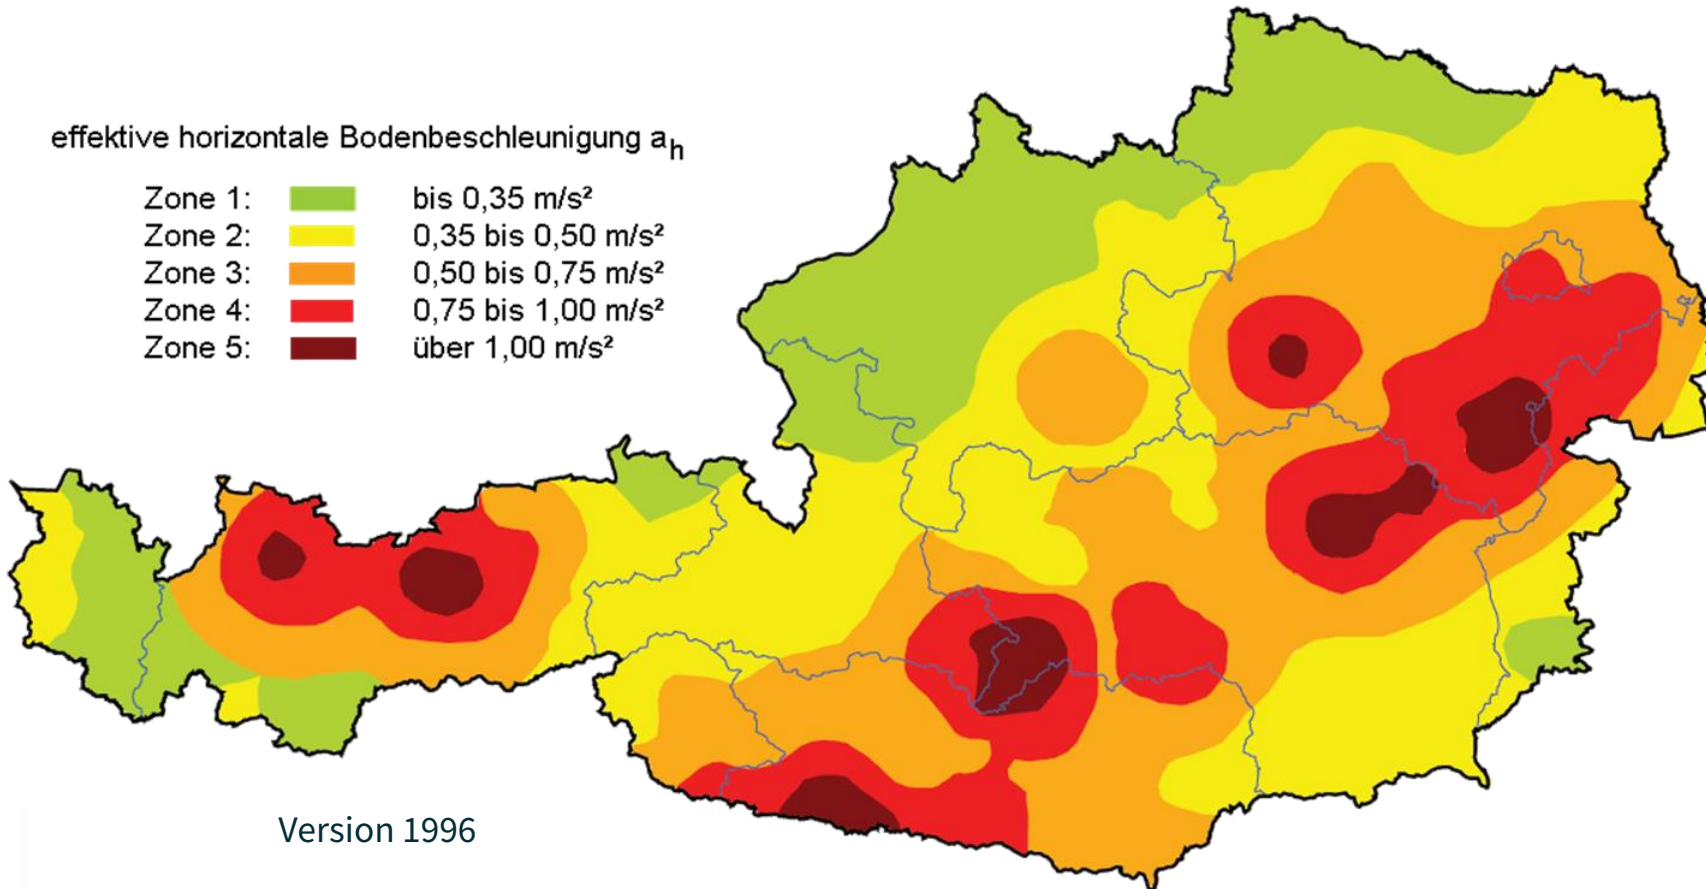 effektive horizontale Bodenbeschleunigung ah
Zone 1: bis 0,35 m/s²
Zone 2: 0,35 bis 0,50 m/s²
Zone 3: 0,50 bis 0,75 m/s²
Zone 4: 0,75 bis 1,00 m/s²
Zone 5: über 1,00 m/s²
Version 1996